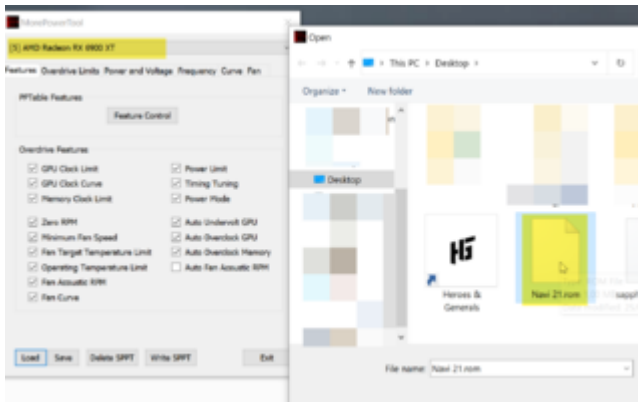 MorePowerTool
[5] AMD Radeon RX 6900 XT
Features Overdrive Limits Power and Voltage Frequency Curve Fan
PPTable Features
Feature Control
Overdrive Features
GPU Clock Limit
GPU Clock Curve
Memory Clock Limit
Zero RPM
Minimum Fan Speed
Fan Target Temperature Limit
Operating Temperature Limit
Fan Acoustic RPM
Fan Curve
Power Limit
Timing Tuning
Power Mode
Auto Undervolt GPU
Auto Overclock GPU
Auto Overclock Memory
Auto Fan Acoustic RPM
Load Save Delete SPPT Write SPPT Exit
Open
This PC > Desktop >
Organize New folder
Desktop
HG
Heroes &
Generals
Navi 21.rom
sapph
File name: Navi 21.rom